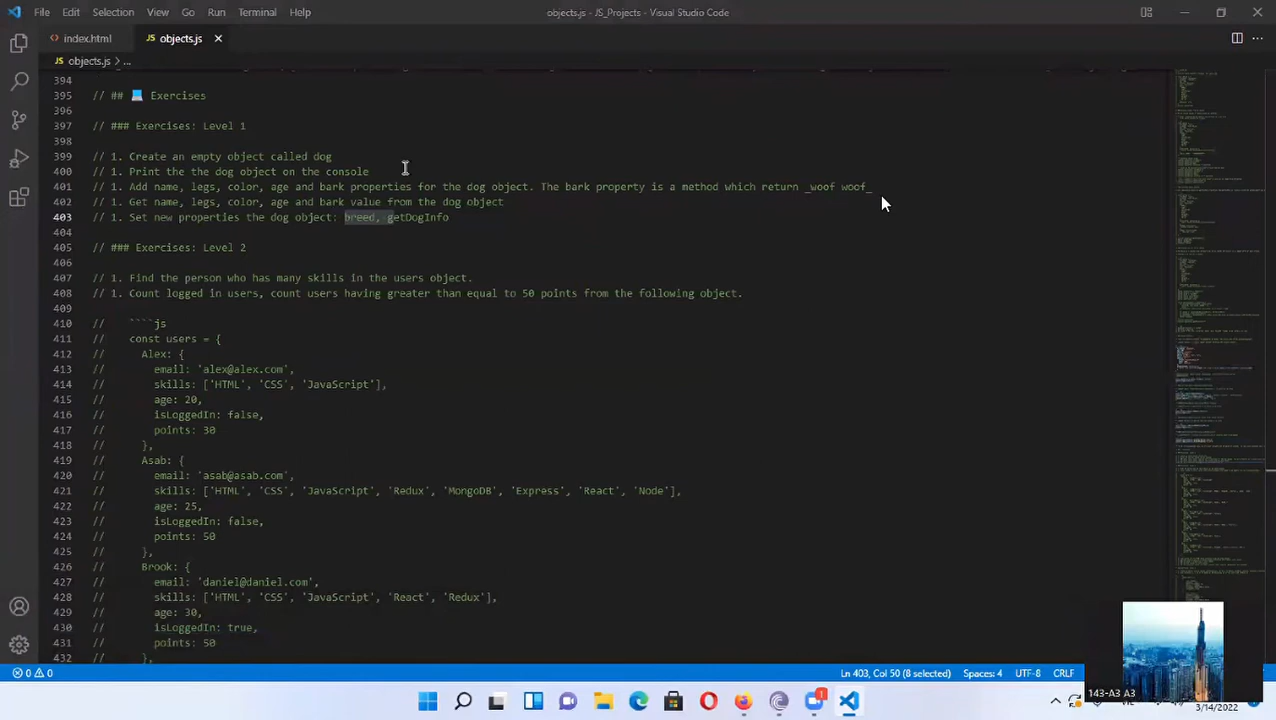 File Edit Selection View Go Run Terminal Help
objects.js - JS_Projects - Visual Studio Code
index.html
JS objects.js
JS objects.js > ...
394
395 // ## 💻 Exercises
396
397 // ### Exercises: Level 1
398
399 // 1. Create an empty object called dog
400 // 1. Print the the dog object on the console
401 // 1. Add name, legs, color, age and bark properties for the dog object. The bark property is a method which return _woof woof_
402 // 1. Get name, legs, color, age and bark value from the dog object
403 // 1. Set new properties the dog object: breed, getDogInfo
404
405 // ### Exercises: Level 2
406
407 // 1. Find the person who has many skills in the users object.
408 // 1. Count logged in users, count users having greater than equal to 50 points from the following object.
409
410 // ````js
411 // const users = {
412 // Alex: {
413 // email: 'alex@alex.com',
414 // skills: ['HTML', 'CSS', 'JavaScript'],
415 // age: 20,
416 // isLoggedIn: false,
417 // points: 30
418 // },
419 // Asab: {
420 // email: 'asab@asab.com',
421 // skills: ['HTML', 'CSS', 'JavaScript', 'Redux', 'MongoDB', 'Express', 'React', 'Node'],
422 // age: 25,
423 // isLoggedIn: false,
424 // points: 50
425 // },
426 // Brook: {
427 // email: 'daniel@daniel.com',
428 // skills: ['HTML', 'CSS', 'JavaScript', 'React', 'Redux'],
429 // age: 30,
430 // isLoggedIn: true,
431 // points: 50
432 // },
0 0
Ln 403, Col 50 (8 selected) Spaces: 4 UTF-8 CRLF
1
143-A3 A3
3/14/2022